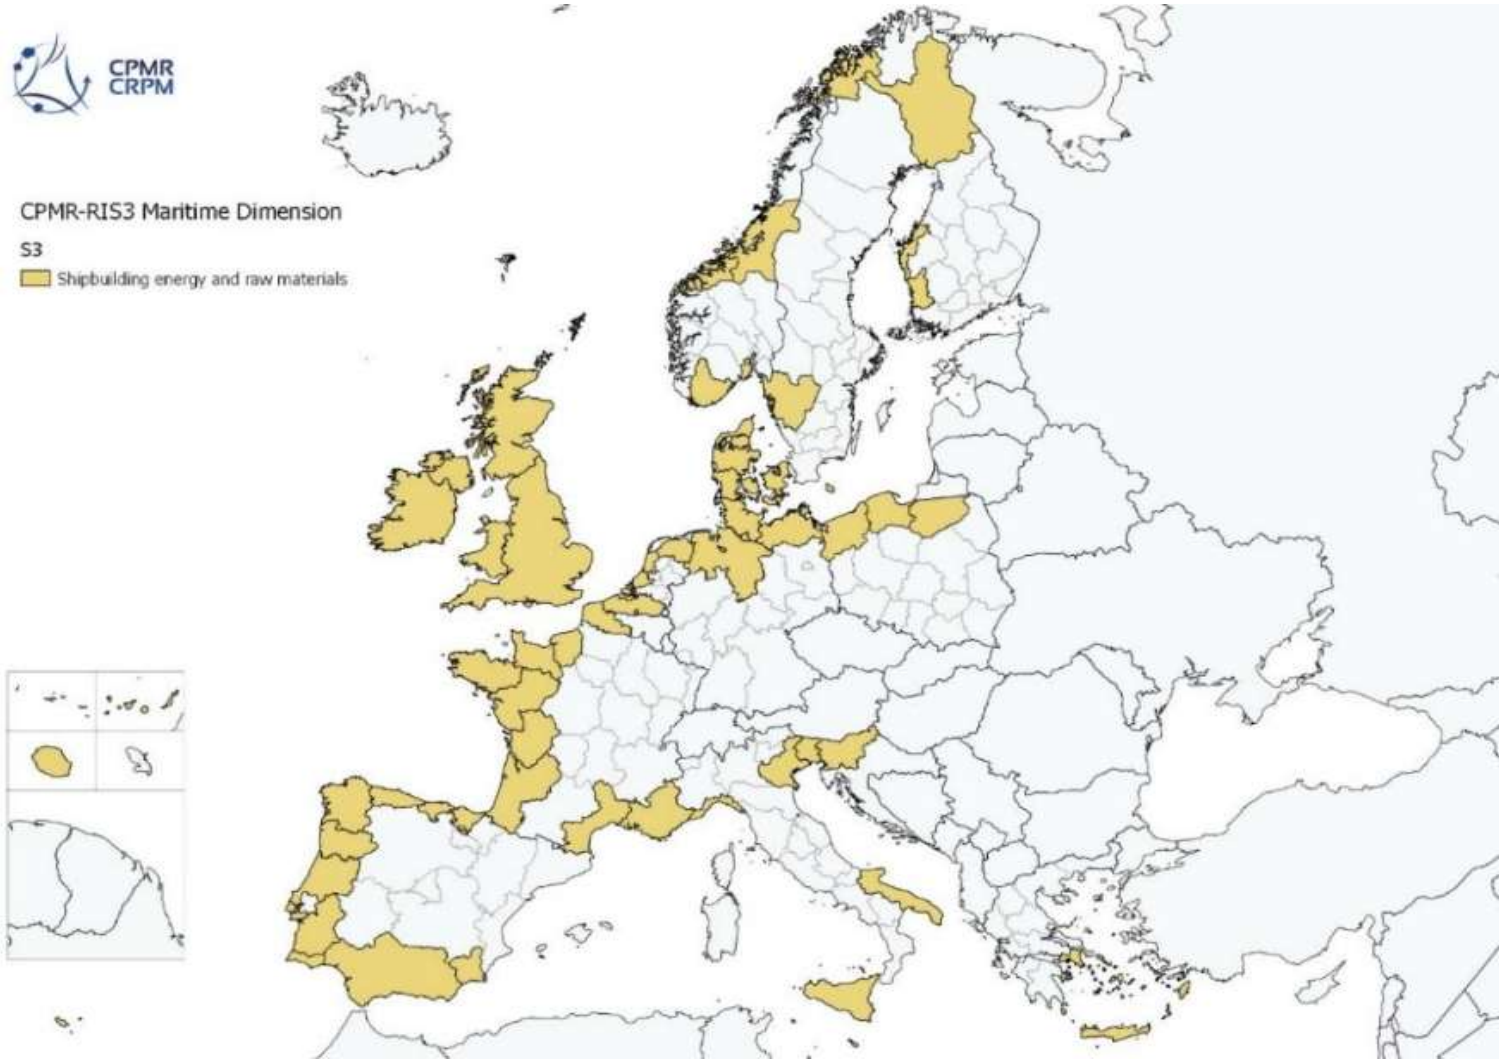 CPMR
CRPM
CPMR-RIS3 Maritime Dimension
S3
Shipbuilding energy and raw materials